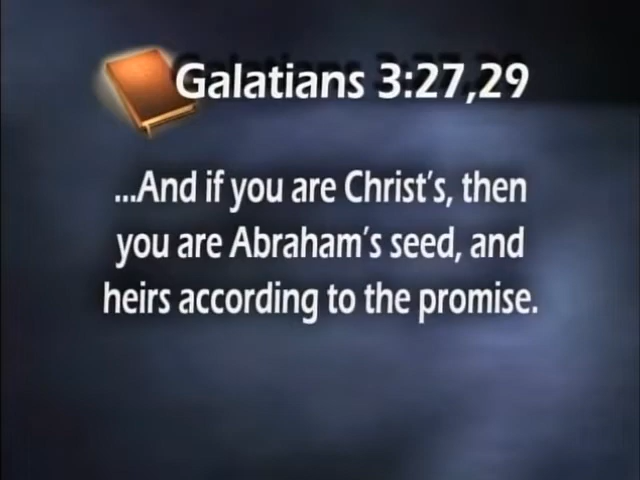 Galatians 3:27,29
...And if you are Christ's, then
you are Abraham's seed, and
heirs according to the promise.